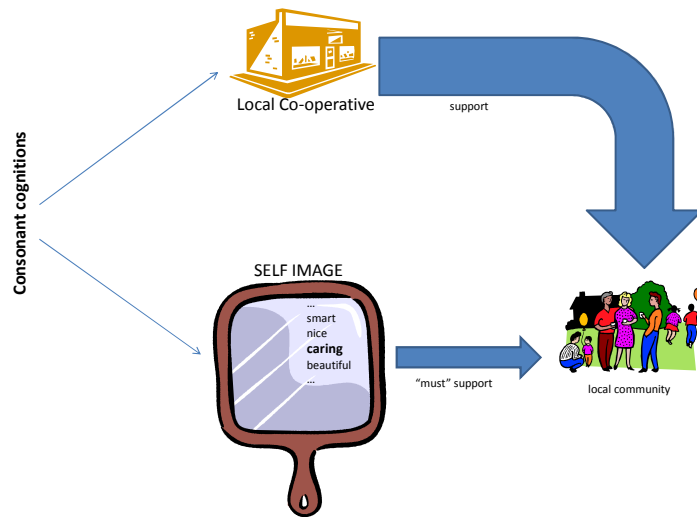 Local Co-operative
support
Consonant cognitions
SELF IMAGE
...
smart
nice
caring
beautiful
...
“must” support
local community